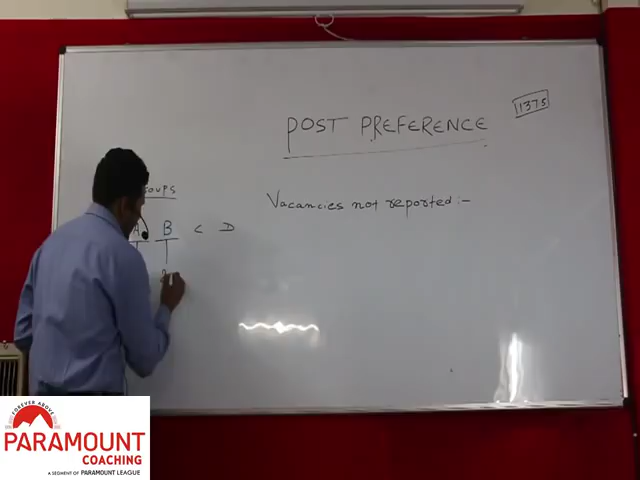 1375
POST PREFERENCE
Vacancies not reported :-
A B C D
FOREVER ABOVE
PARAMOUNT
COACHING
A SEGMENT OF PARAMOUNT LEAGUE